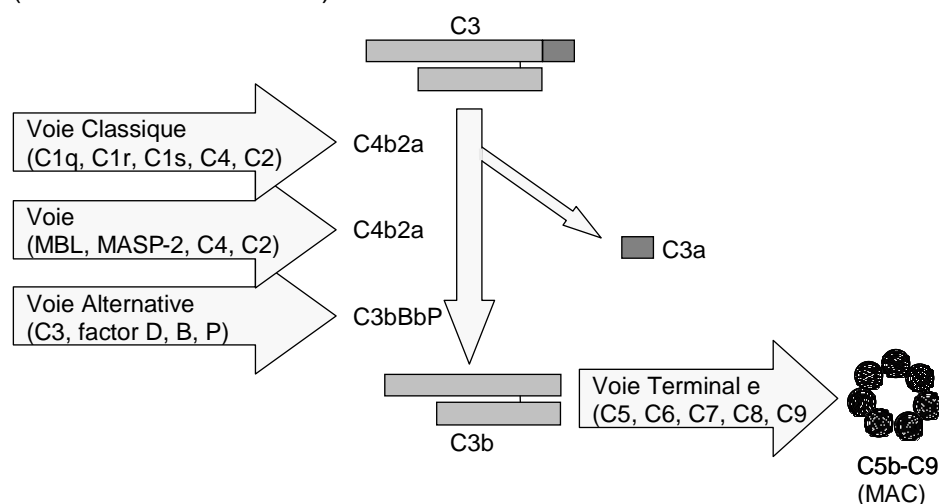 C3
Voie Classique
(C1q, C1r, C1s, C4, C2)
C4b2a
Voie
(MBL, MASP-2, C4, C2)
C4b2a
C3a
Voie Alternative
(C3, factor D, B, P)
C3bBbP
Voie Terminal e
(C5, C6, C7, C8, C9
C3b
C5b-C9
(MAC)